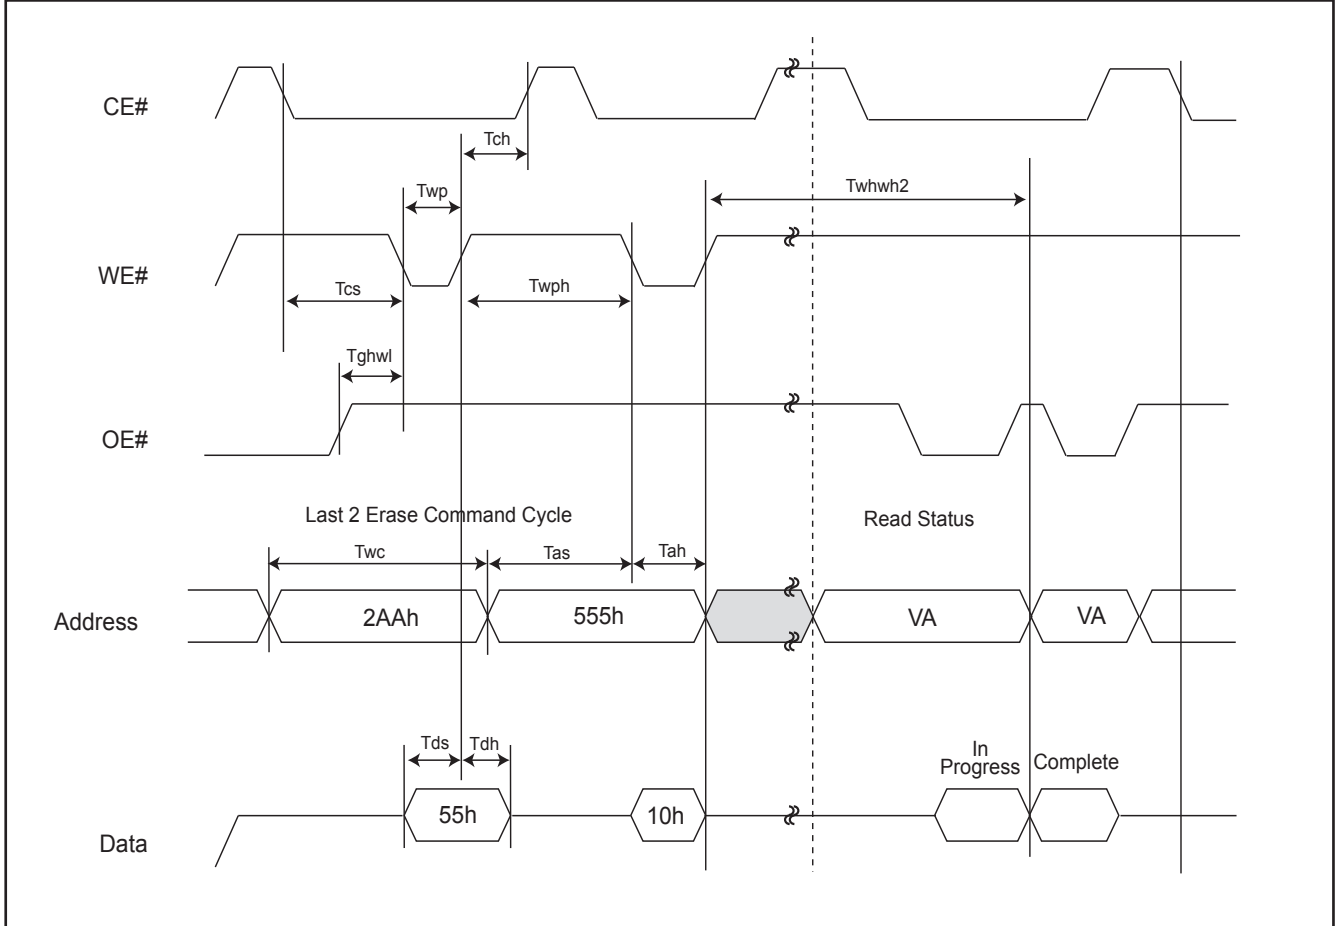 CE#
Tch
Twp
Twhwh2
WE#
Tcs
Twph
Tghwl
OE#
Last 2 Erase Command Cycle
Read Status
Twc
Tas
Tah
Address
2AAh
555h
VA
VA
Tds
Tdh
In
Progress
Complete
55h
10h
Data